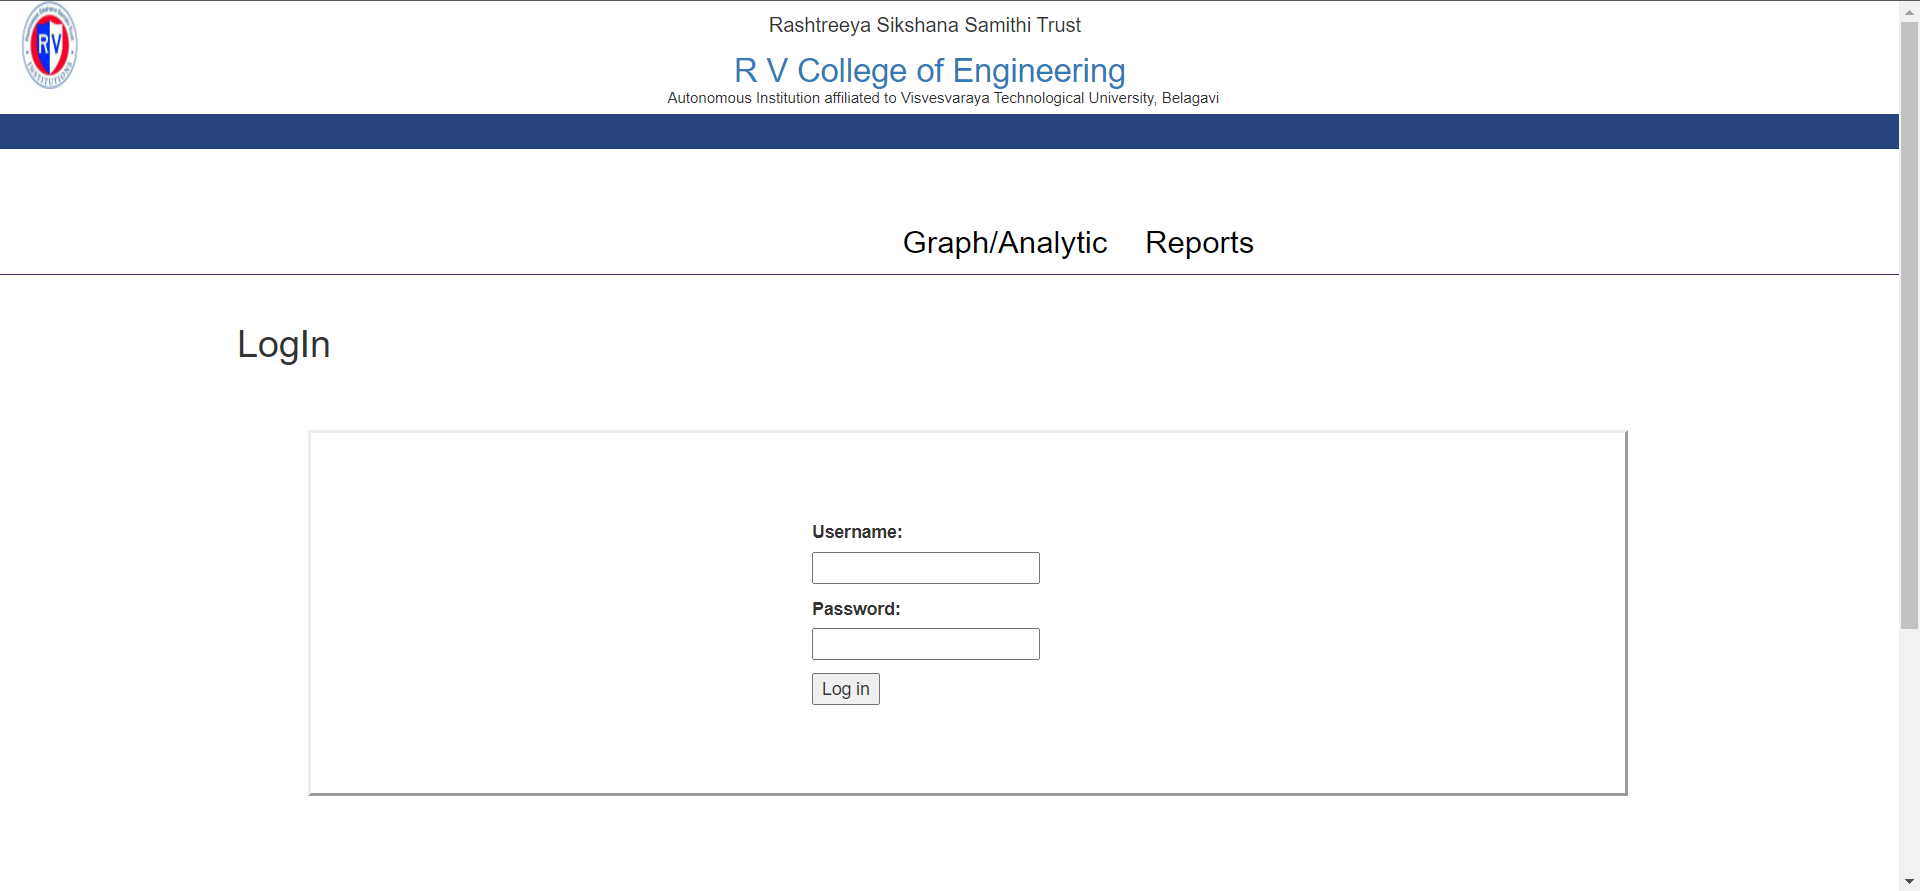 RV
INSTITUTIONS
Rashtreeya Sikshana Samithi Trust
R V College of Engineering
Autonomous Institution affiliated to Visvesvaraya Technological University, Belagavi
Graph/Analytic Reports
LogIn
Username:
Password:
Log in